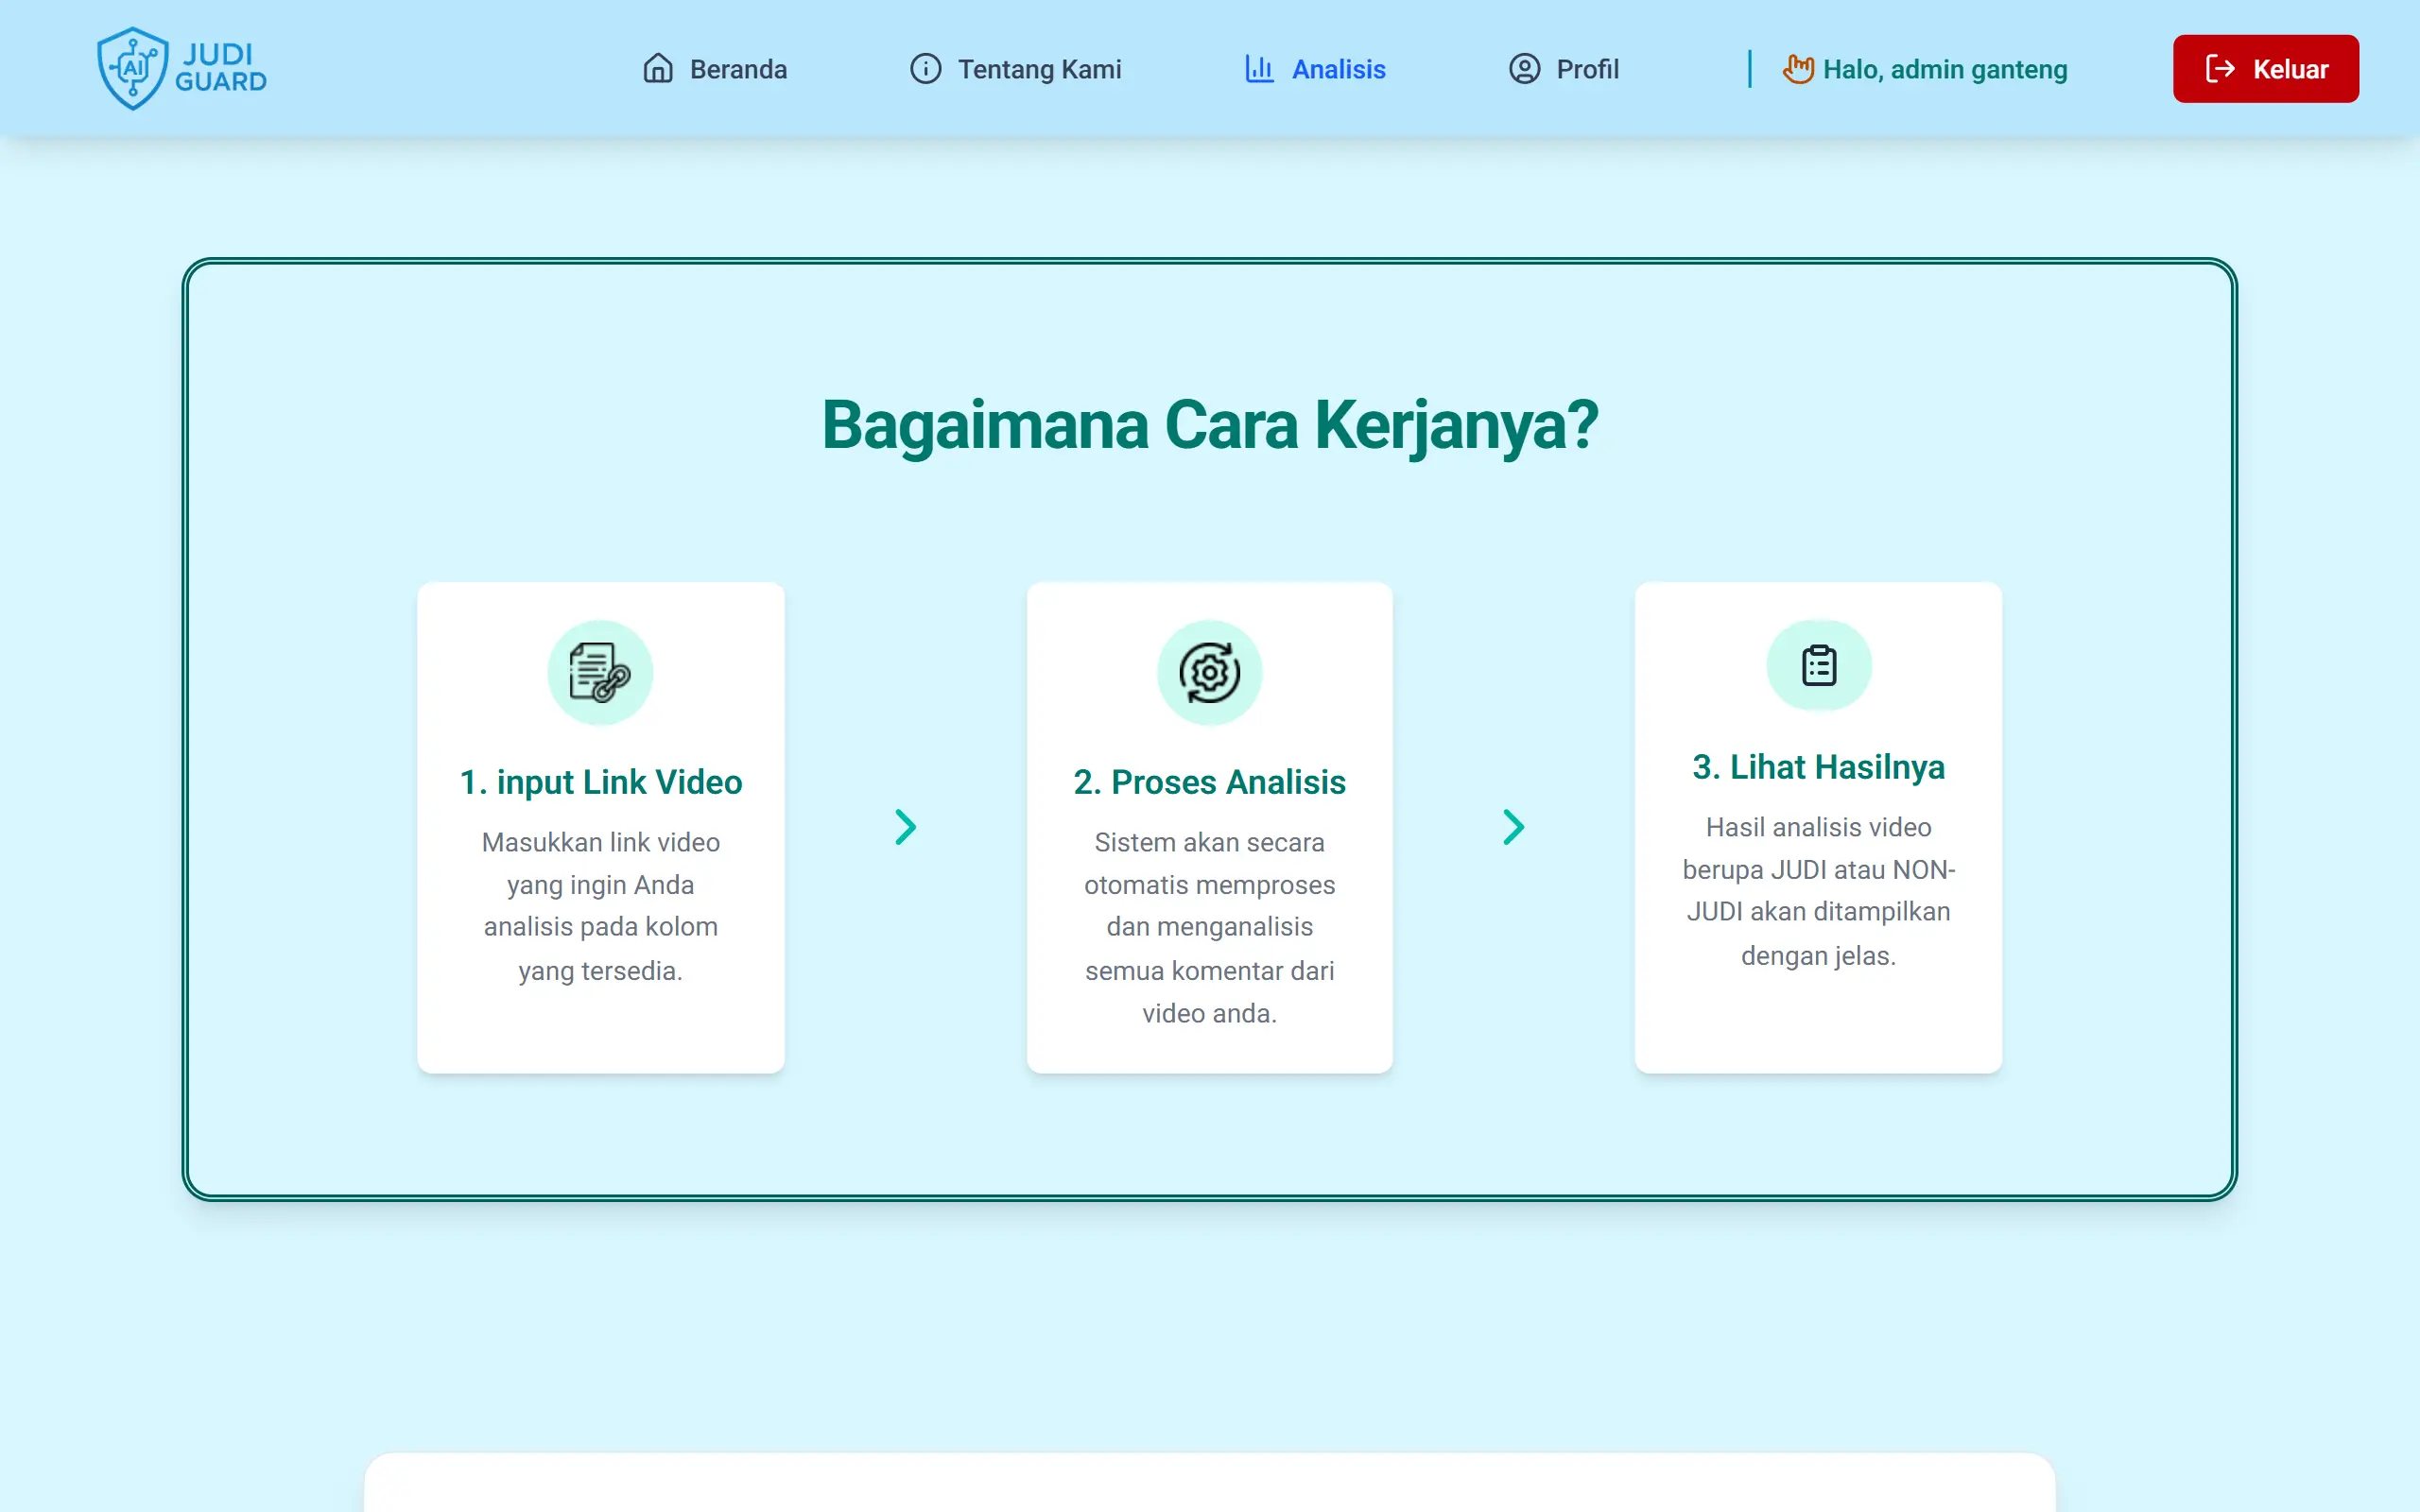 JUDI
GUARD
AI
Beranda
Tentang Kami
Analisis
Profil
Halo, admin ganteng
Keluar
Bagaimana Cara Kerjanya?
1. input Link Video
Masukkan link video
yang ingin Anda
analisis pada kolom
yang tersedia.
2. Proses Analisis
Sistem akan secara
otomatis memproses
dan menganalisis
semua komentar dari
video anda.
3. Lihat Hasilnya
Hasil analisis video
berupa JUDI atau NON-
JUDI akan ditampilkan
dengan jelas.